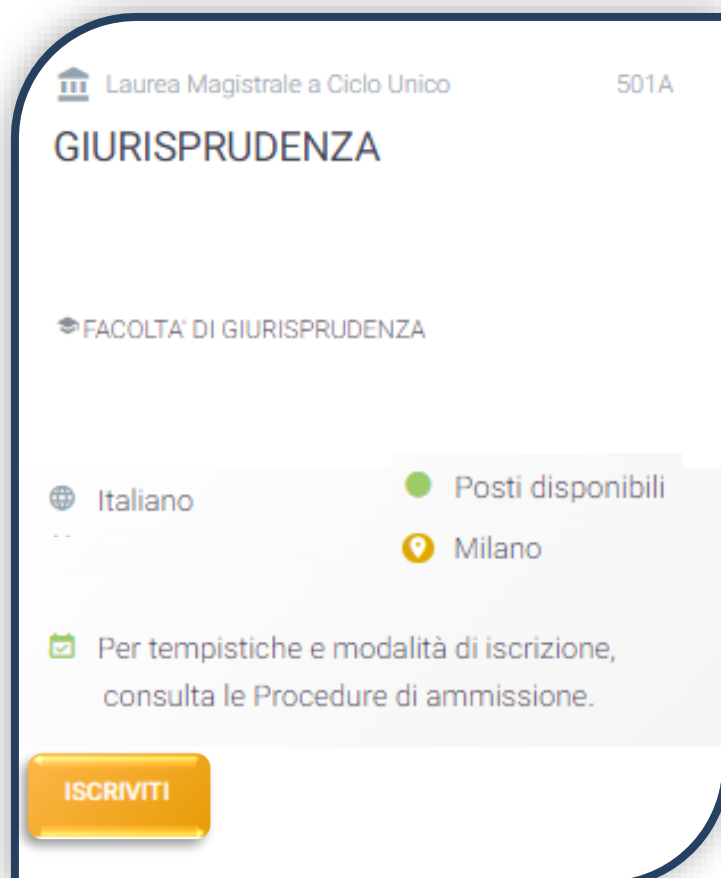 Laurea Magistrale a Ciclo Unico 501A
GIURISPRUDENZA
FACOLTA' DI GIURISPRUDENZA
Italiano
Posti disponibili
Milano
Per tempistiche e modalità di iscrizione,
consulta le Procedure di ammissione.
ISCRIVITI